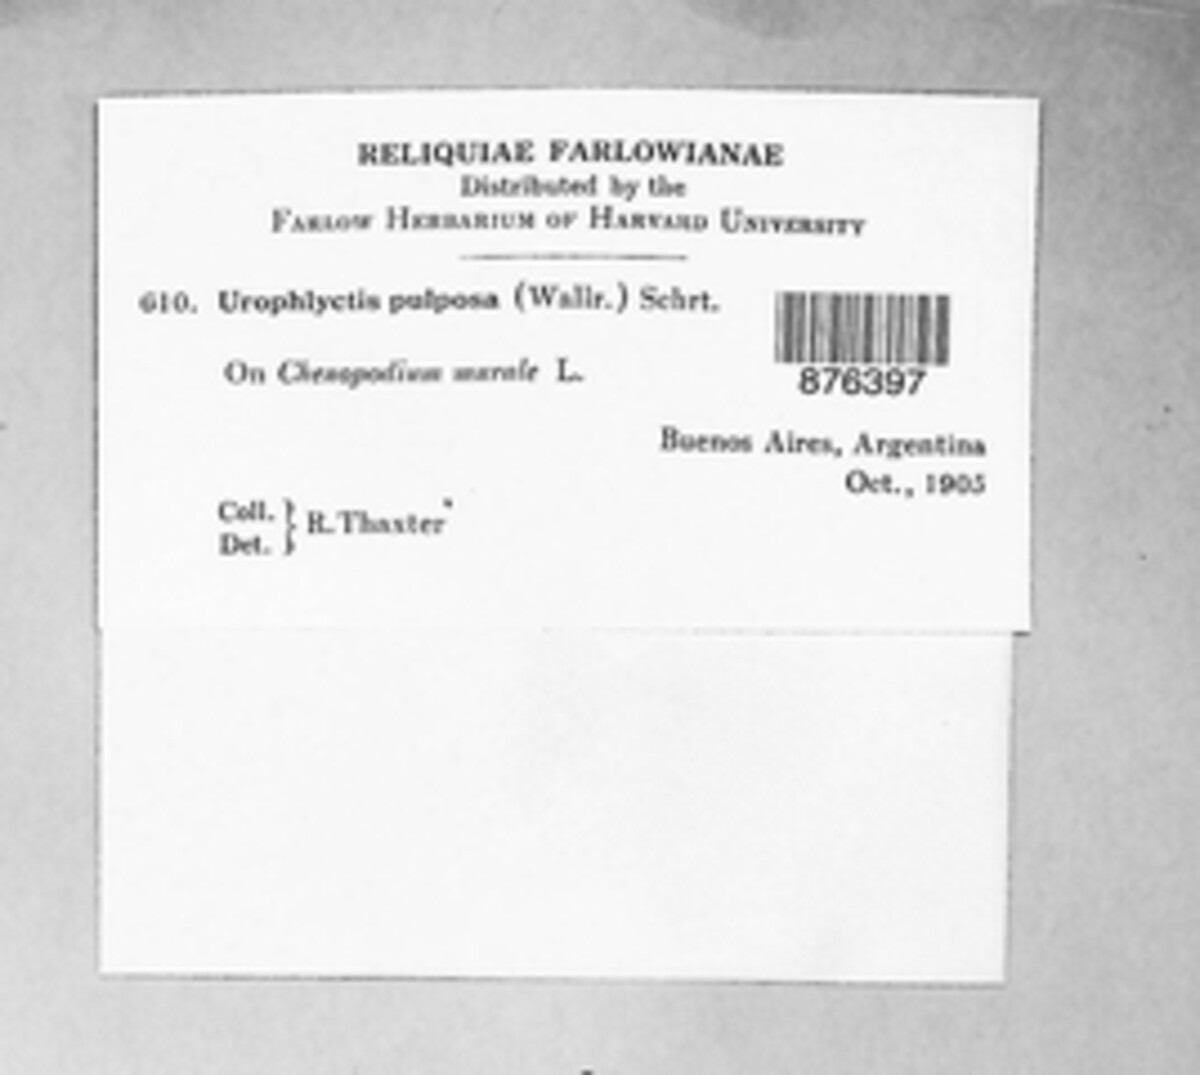 RELIQUIAE FARLOWIANAE
Distributed by the
FARLOW HERBARIUM OF HARVARD UNIVERSITY
610. Urophlyctis pulposa (Wallr.) Schrt.
On Chenopodium murale L.
876397
Buenos Aires, Argentina
Oct., 1905
Coll.
Det. } R. Thaxter